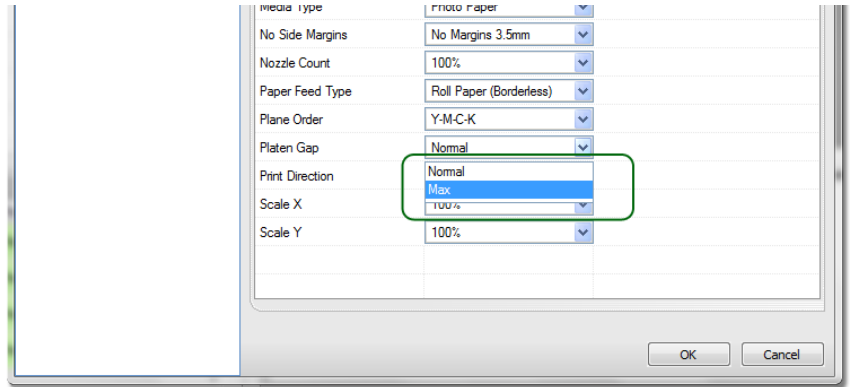 Media Type Photo Paper
No Side Margins No Margins 3.5mm
Nozzle Count 100%
Paper Feed Type Roll Paper (Borderless)
Plane Order Y-M-C-K
Platen Gap Normal
Print Direction Normal
Max
Scale X 100%
Scale Y 100%
OK Cancel